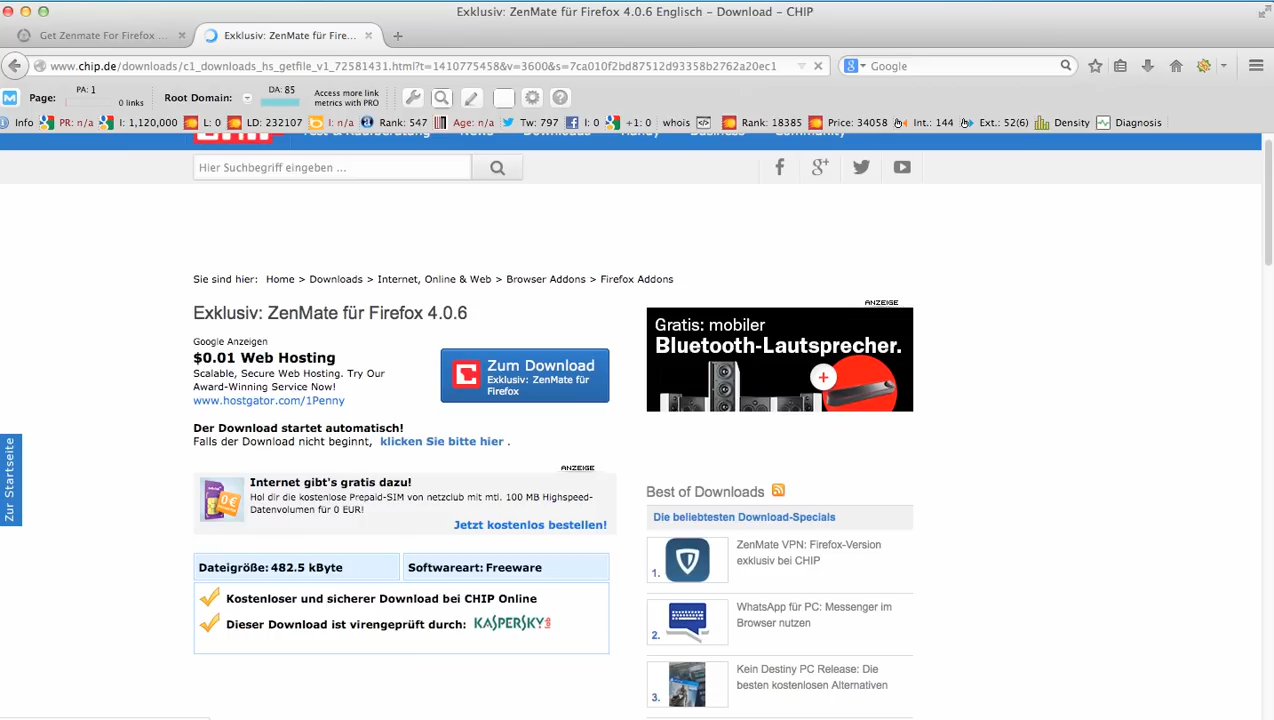 Exklusiv: ZenMate für Firefox 4.0.6 Englisch – Download – CHIP
Get Zenmate For Firefox ...
Exklusiv: ZenMate für Fire...
www.chip.de/downloads/c1_downloads_hs_getfile_v1_72581431.html?t=1410775458&v=3600&s=7ca010f2bd87512d93358b2762a20ec1
Google
Page:
PA: 1
0 links
Root Domain:
DA: 85
Access more link
metrics with PRO
Info
PR: n/a
I: 1,120,000
L: 0
LD: 232107
I: n/a
Rank: 547
Age: n/a
Tw: 797
I: 0
+1: 0
whois
Rank: 18385
Price: 34058
Int.: 144
Ext.: 52(6)
Density
Diagnosis
Hier Suchbegriff eingeben ...
Sie sind hier: Home > Downloads > Internet, Online & Web > Browser Addons > Firefox Addons
Exklusiv: ZenMate für Firefox 4.0.6
Google Anzeigen
$0.01 Web Hosting
Scalable, Secure Web Hosting. Try Our
Award-Winning Service Now!
www.hostgator.com/1Penny
Zum Download
Exklusiv: ZenMate für
Firefox
Der Download startet automatisch!
Falls der Download nicht beginnt, klicken Sie bitte hier .
ANZEIGE
Internet gibt's gratis dazu!
Hol dir die kostenlose Prepaid-SIM von netzclub mit mtl. 100 MB Highspeed-
Datenvolumen für 0 EUR!
Jetzt kostenlos bestellen!
Dateigröße: 482.5 kByte
Softwareart: Freeware
Kostenloser und sicherer Download bei CHIP Online
Dieser Download ist virengeprüft durch: KASPERSKY
Zur Startseite
ANZEIGE
Gratis: mobiler
Bluetooth-Lautsprecher.
Best of Downloads
Die beliebtesten Download-Specials
1.
ZenMate VPN: Firefox-Version
exklusiv bei CHIP
2.
WhatsApp für PC: Messenger im
Browser nutzen
3.
Kein Destiny PC Release: Die
besten kostenlosen Alternativen